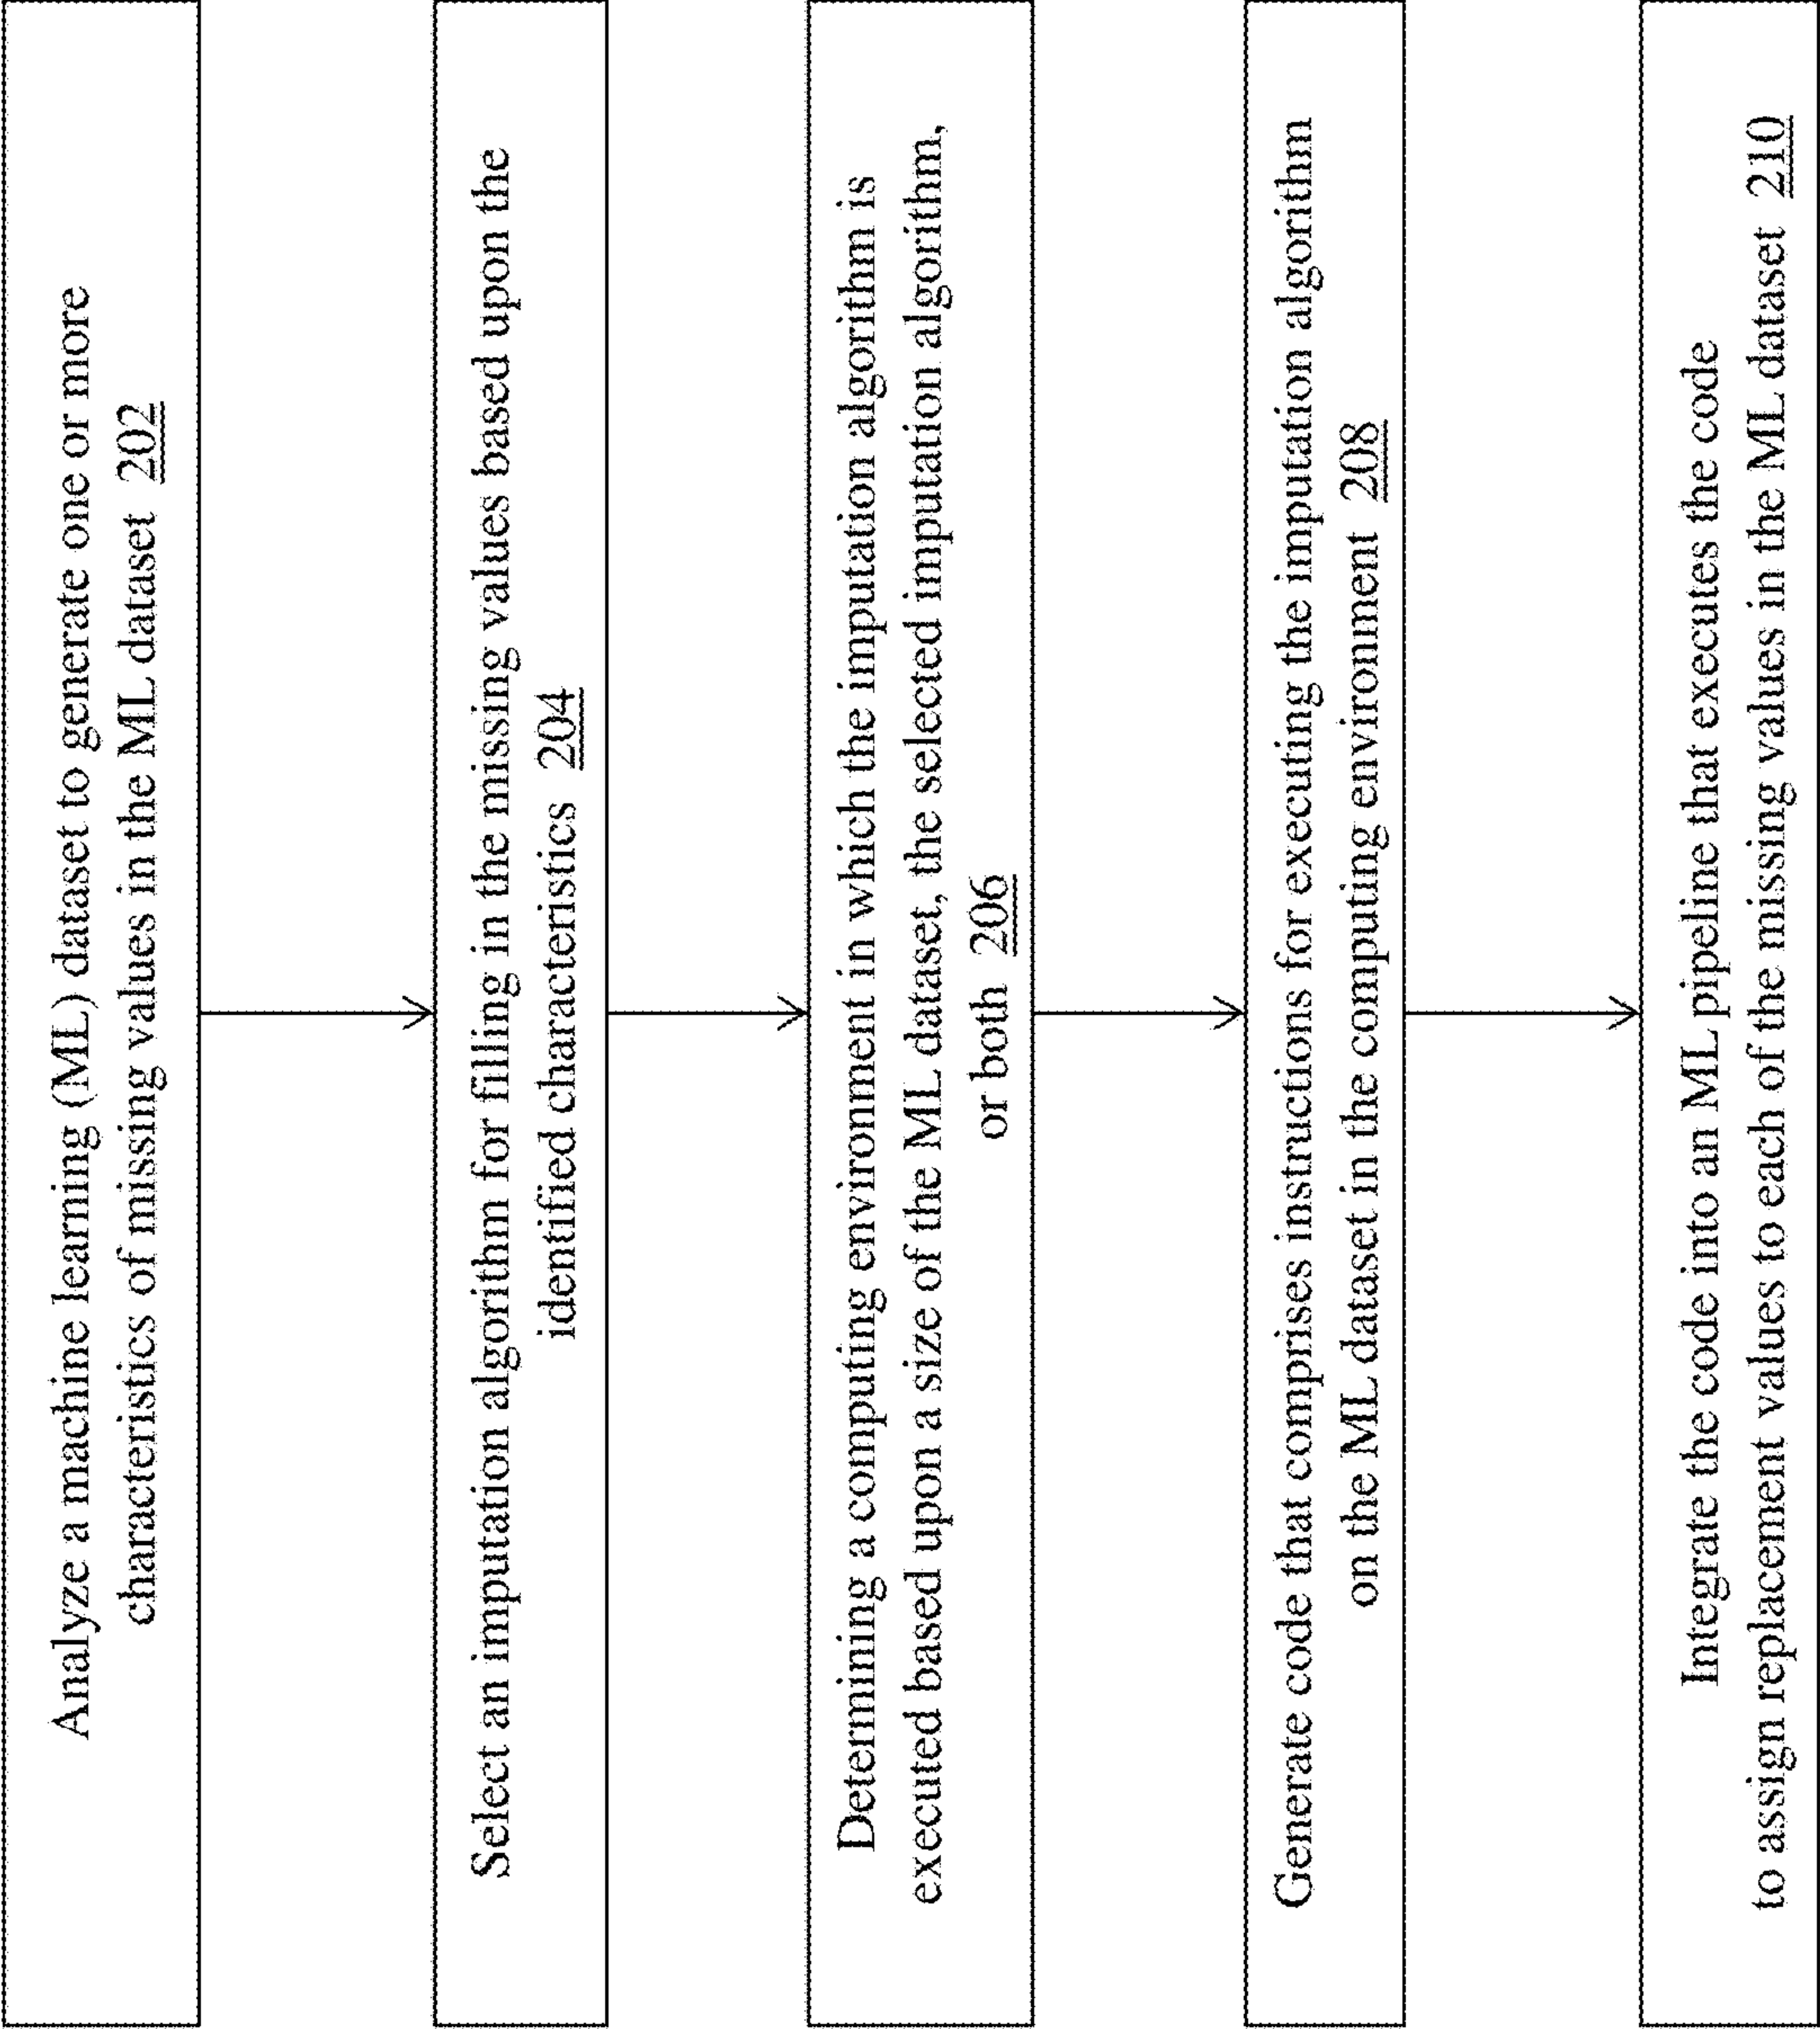 Analyze a machine learning (ML) dataset to generate one or more
characteristics of missing values in the ML dataset 202
Select an imputation algorithm for filling in the missing values based upon the
identified characteristics 204
Determining a computing environment in which the imputation algorithm is
executed based upon a size of the ML dataset, the selected imputation algorithm,
or both 206
Generate code that comprises instructions for executing the imputation algorithm
on the ML dataset in the computing environment 208
Integrate the code into an ML pipeline that executes the code
to assign replacement values to each of the missing values in the ML dataset 210